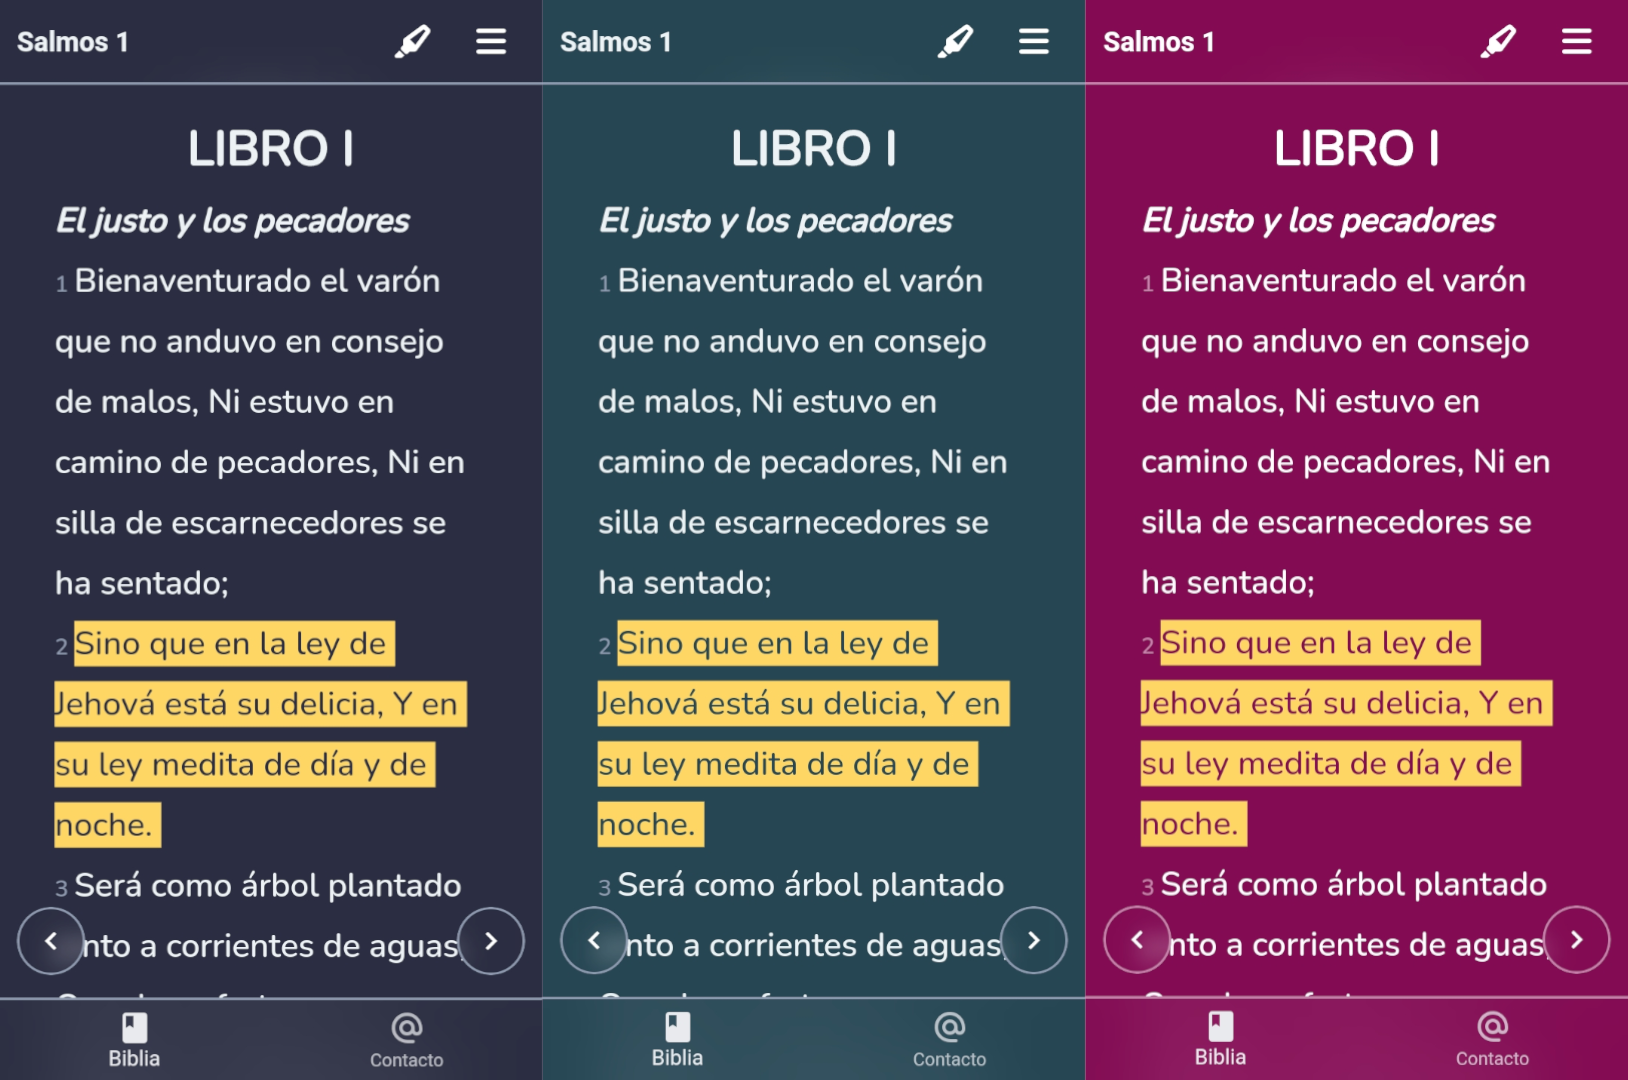 Salmos 1
LIBRO I
El justo y los pecadores
1 Bienaventurado el varón
que no anduvo en consejo
de malos, Ni estuvo en
camino de pecadores, Ni en
silla de escarnecedores se
ha sentado;
2 Sino que en la ley de
Jehová está su delicia, Y en
su ley medita de día y de
noche.
3 Será como árbol plantado
nto a corrientes de aguas,
Biblia
Contacto
Salmos 1
LIBRO I
El justo y los pecadores
1 Bienaventurado el varón
que no anduvo en consejo
de malos, Ni estuvo en
camino de pecadores, Ni en
silla de escarnecedores se
ha sentado;
2 Sino que en la ley de
Jehová está su delicia, Y en
su ley medita de día y de
noche.
3 Será como árbol plantado
nto a corrientes de aguas,
Biblia
Contacto
Salmos 1
LIBRO I
El justo y los pecadores
1 Bienaventurado el varón
que no anduvo en consejo
de malos, Ni estuvo en
camino de pecadores, Ni en
silla de escarnecedores se
ha sentado;
2 Sino que en la ley de
Jehová está su delicia, Y en
su ley medita de día y de
noche.
3 Será como árbol plantado
nto a corrientes de aguas,
Biblia
Contacto